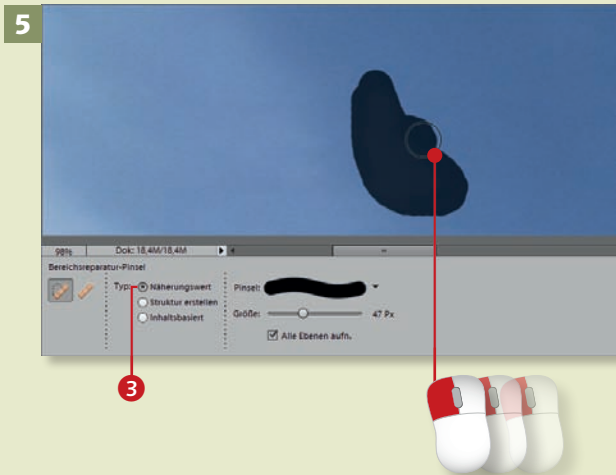 5
98% Dok: 18,4M/18,4M
Bereichsreparatur-Pinsel
Typ: Näherungswert
Struktur erstellen
Inhaltsbasiert
Pinsel:
Größe: 47 Px
Alle Ebenen aufn.
3